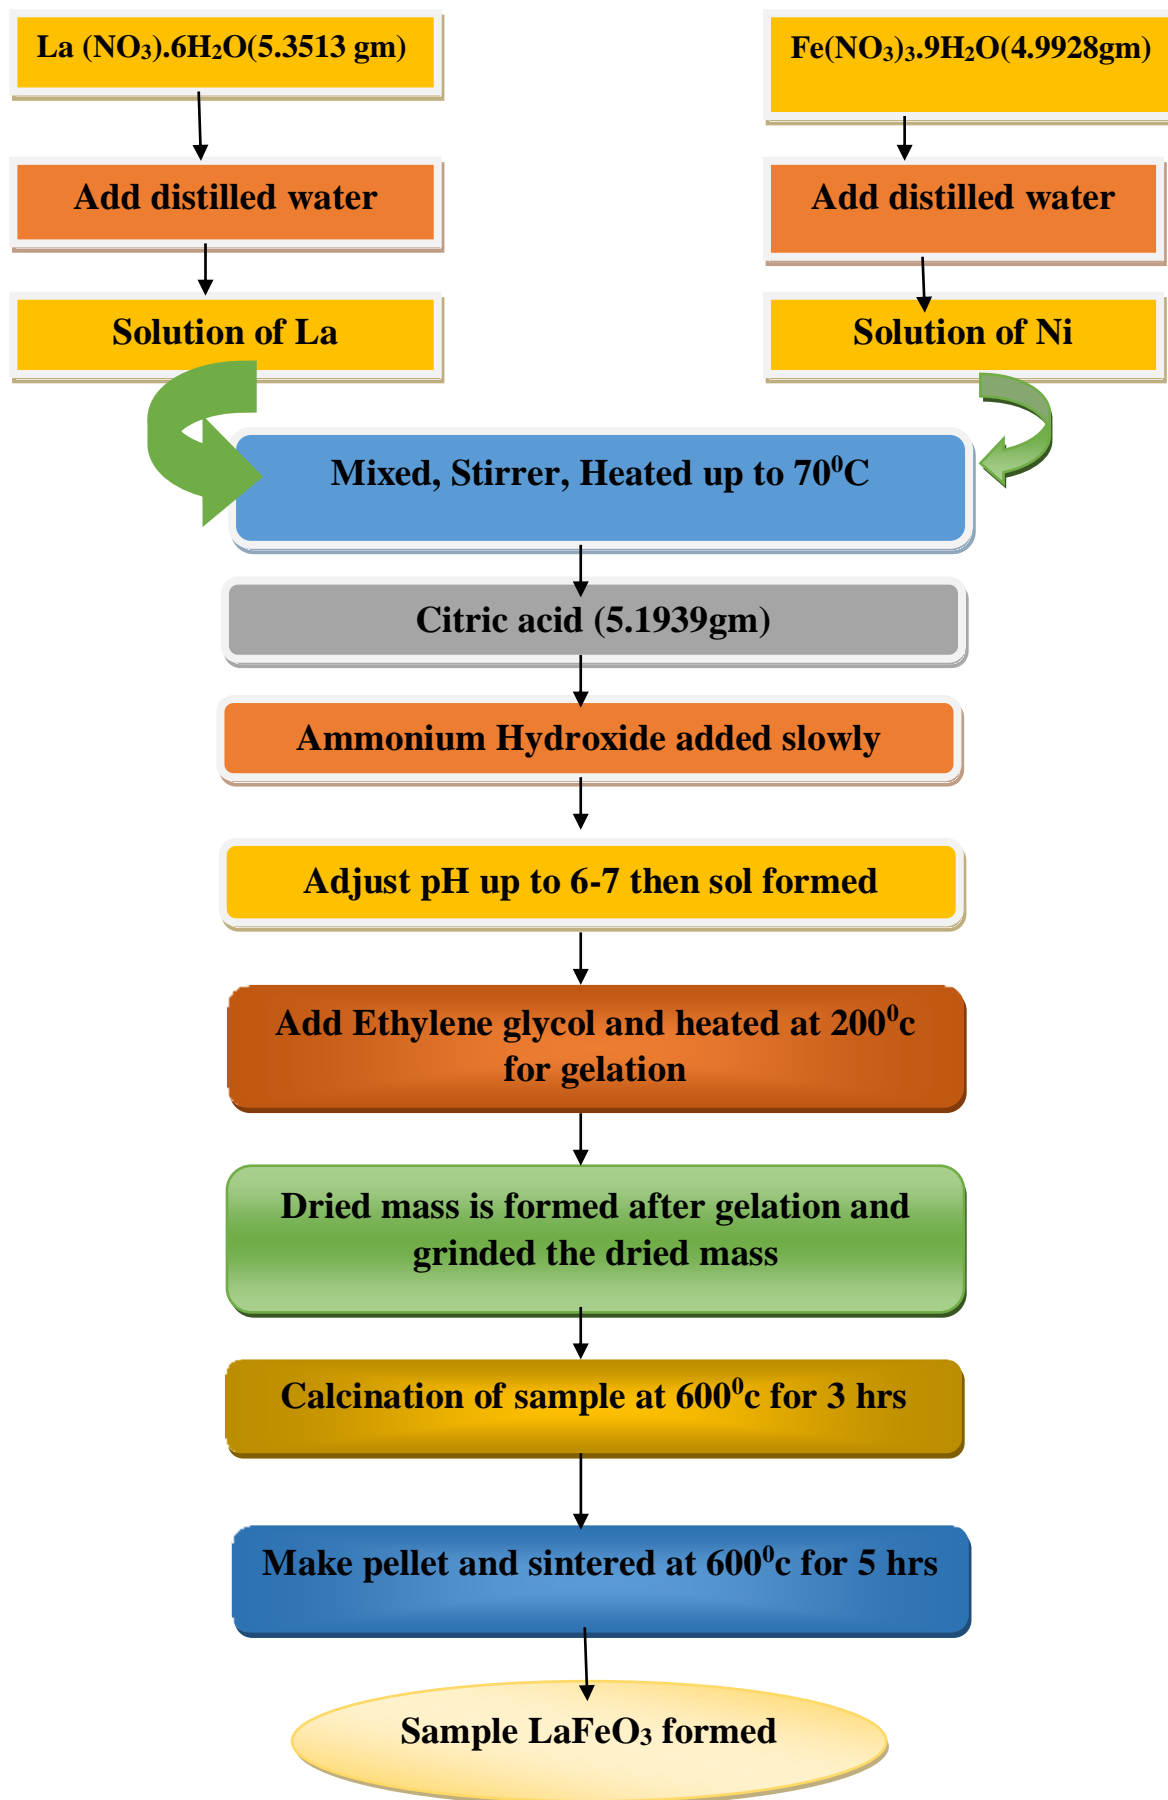 La (NO₃).6H₂O(5.3513 gm)
Fe(NO₃)₃.9H₂O(4.9928gm)
Add distilled water
Add distilled water
Solution of La
Solution of Ni
Mixed, Stirrer, Heated up to 70⁰C
Citric acid (5.1939gm)
Ammonium Hydroxide added slowly
Adjust pH up to 6-7 then sol formed
Add Ethylene glycol and heated at 200⁰c
for gelation
Dried mass is formed after gelation and
grinded the dried mass
Calcination of sample at 600⁰c for 3 hrs
Make pellet and sintered at 600⁰c for 5 hrs
Sample LaFeO₃ formed